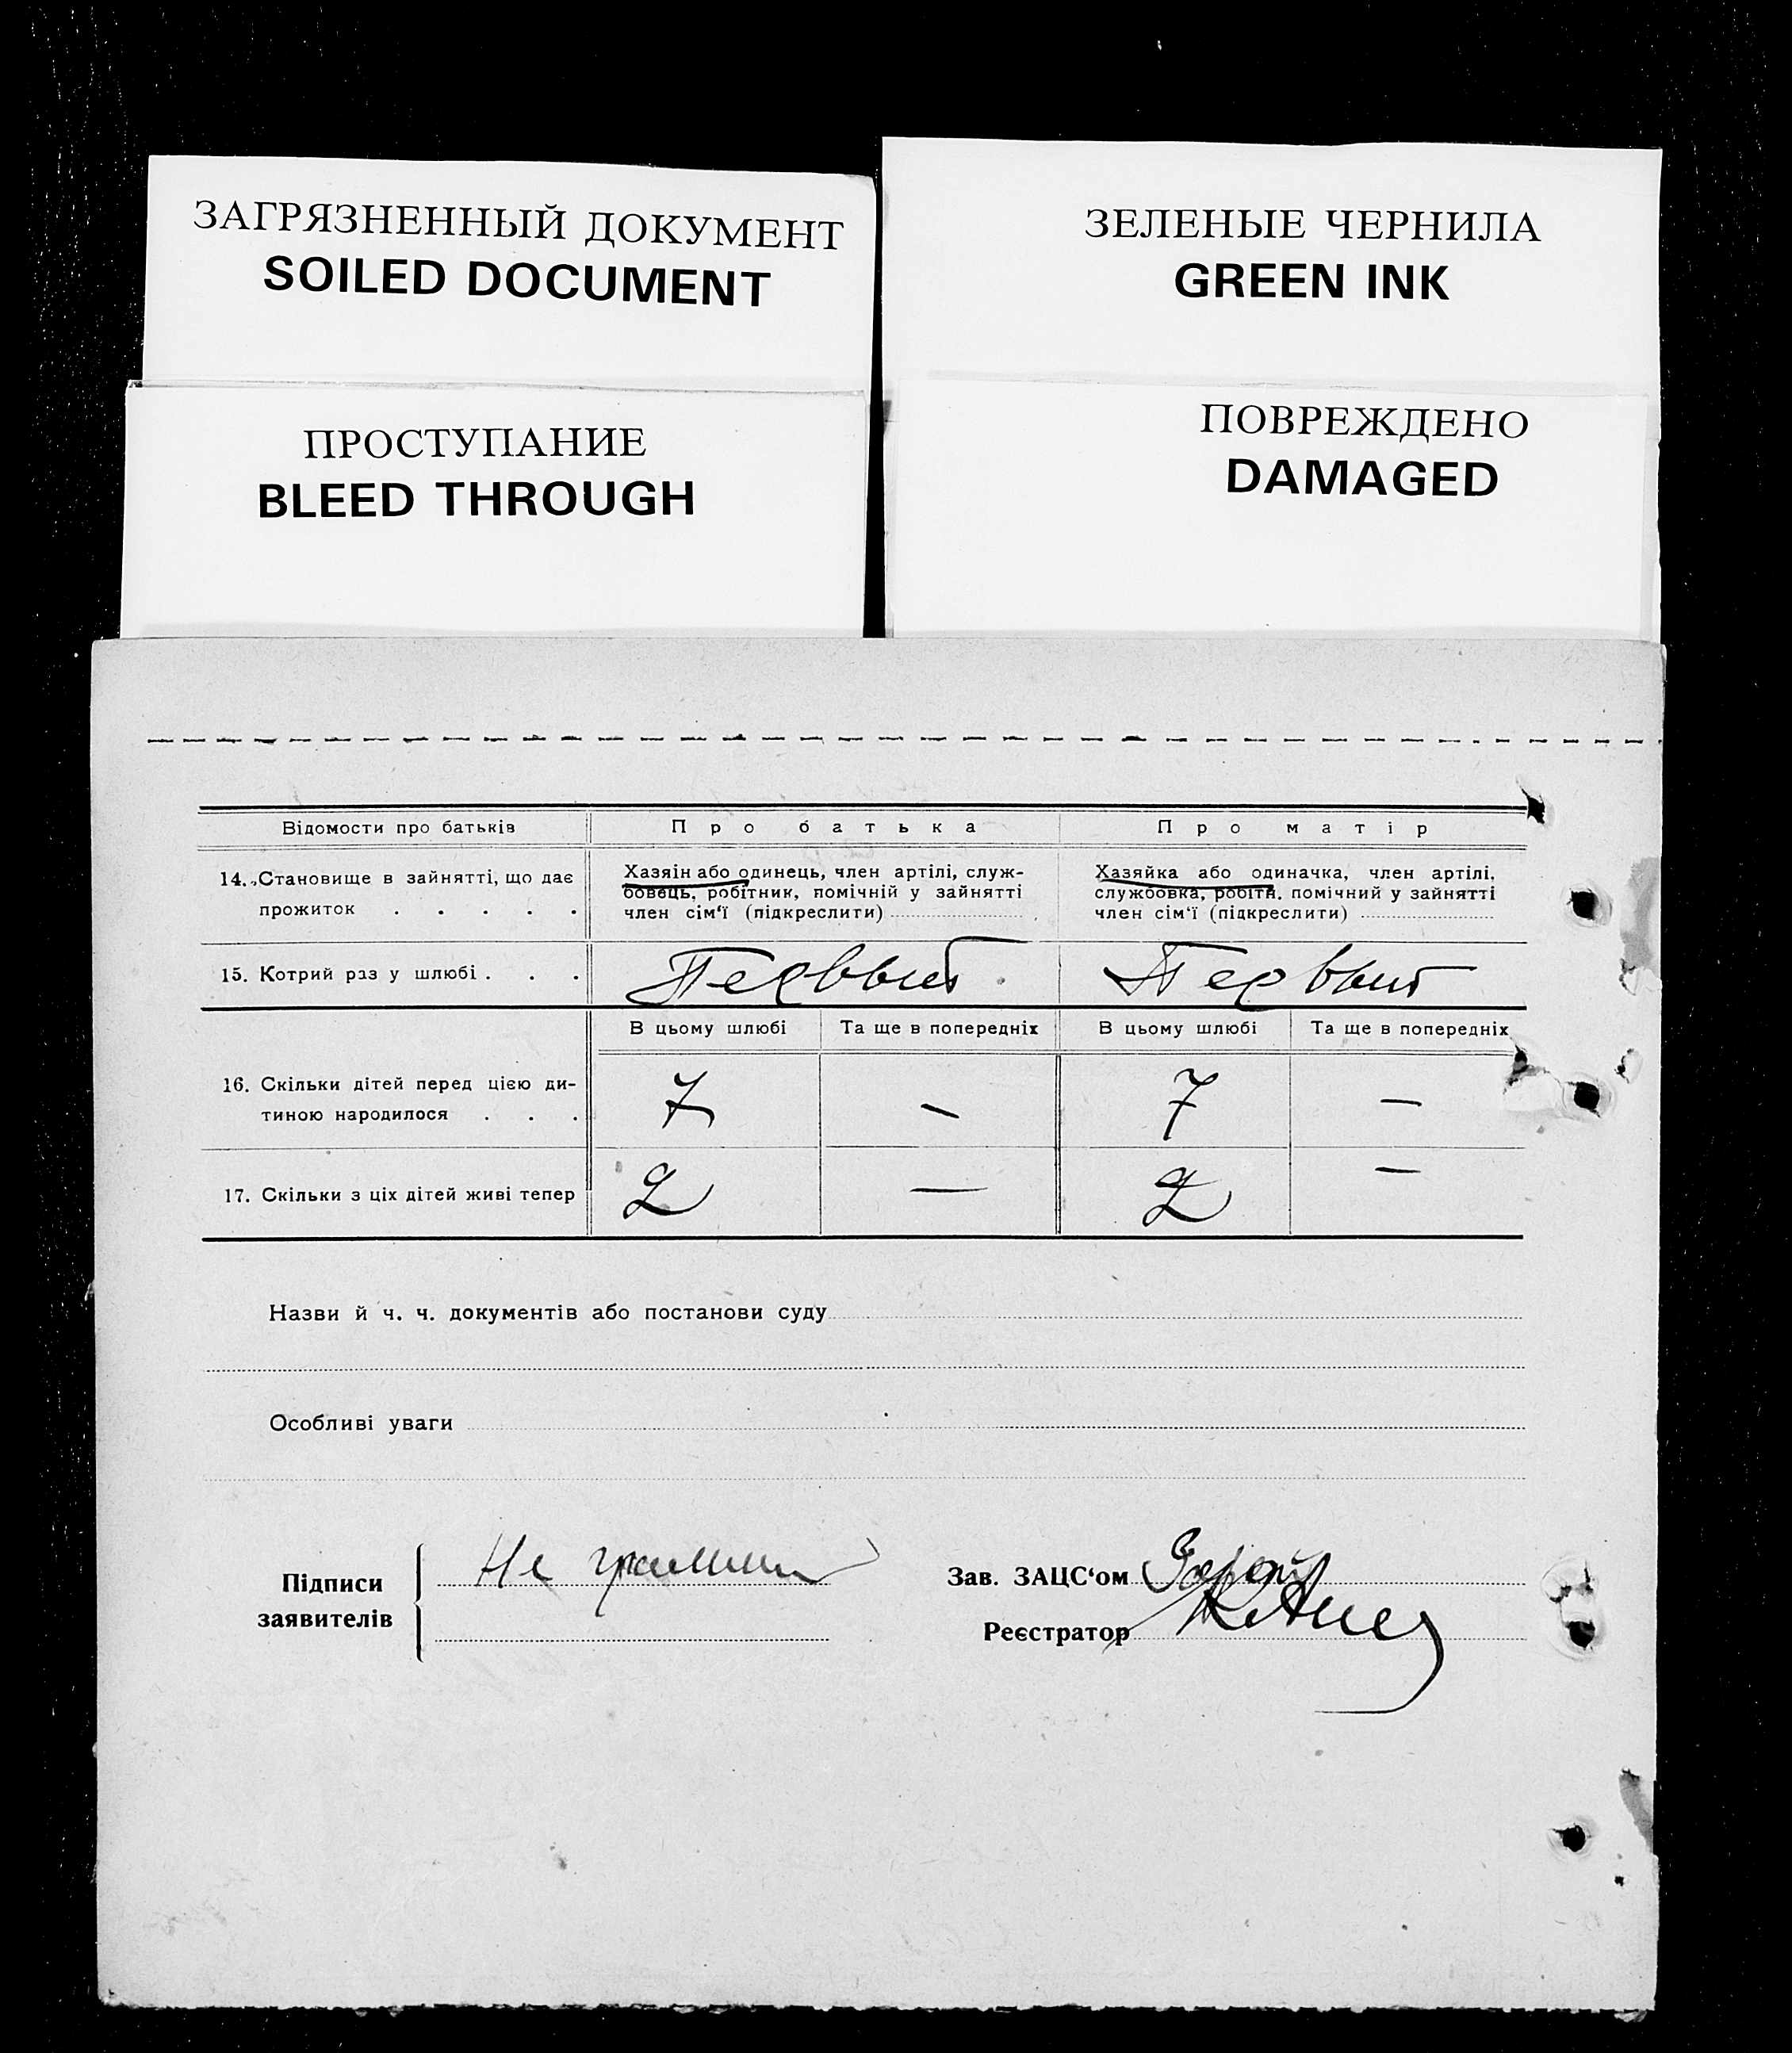 ЗАГРЯЗНЕННЫЙ ДОКУМЕНТ
SOILED DOCUMENT
ЗЕЛЕНЫЕ ЧЕРНИЛА
GREEN INK
ПРОСТУПАНИЕ
BLEED THROUGH
ПОВРЕЖДЕНО
DAMAGED
Відомости про батьків Про батька Про матір
14. Становище в зайнятті, що дає
прожиток . . . . .
Хазяін або одинець, член артілі, служ-
бовець, робітник, помічній у зайнятті
член сім'ї (підкреслити)
Хазяйка або одиначка, член артілі,
службовка, робітн. помічний у зайнятті
член сім'ї (підкреслити)
15. Котрий раз у шлюбі . . . Первый Первый
В цьому шлюбі Та ще в попередніх В цьому шлюбі Та ще в попередніх
16. Скільки дітей перед цією ди-
тиною народилося . . . 7 — 7 —
17. Скільки з ціх дітей живі тепер 2 — 2 —
Назви й ч. ч. документів або постанови суду
Особливі уваги
Підписи
заявителів
Не
Зав. ЗАЦС'ом
Реєстратор